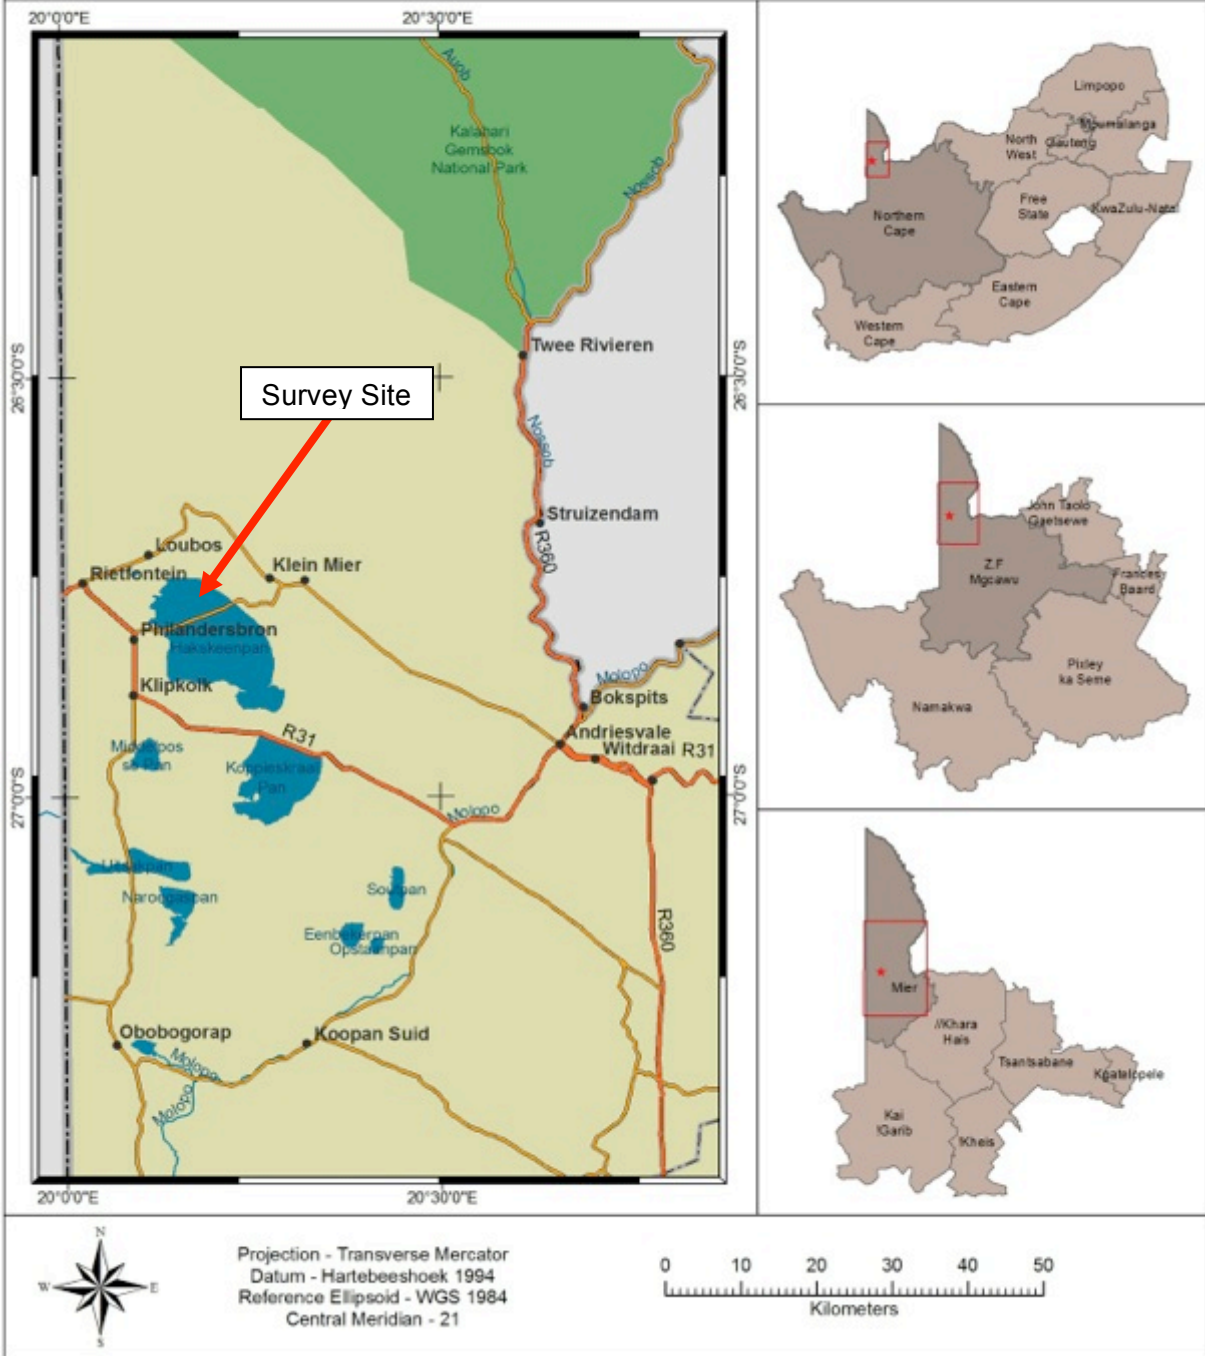 20°0'0"E
20°30'0"E
Auob
Kalahari
Gemsbok
National Park
Nossob
Twee Rivieren
26°30'0"S
26°30'0"S
Survey Site
Nossob
Struizendam
R360
Loubos
Rietfontein
Klein Mier
Philandersbron
Hakskeenpan
Klipkolk
Molopo
Bokspits
R31
Andriesvale
Witdraai
R31
Koppieskraal
Pan
27°0'0"S
27°0'0"S
Molopo
Soutpan
R360
Eenbekerpan
Opstaanpan
Obobogorap
Koopan Suid
Molopo
Molopo
20°0'0"E
20°30'0"E
Limpopo
Mpumalanga
North
West
Gauteng
Free
State
KwaZulu-Natal
Northern
Cape
Eastern
Cape
Western
Cape
John Taolo
Gaetsewe
Z.F
Mgcawu
Frances
Baard
Pixley
ka Seme
Namakwa
Mier
//Khara
Hais
Tsantsabane
Kgatelopele
Kai
!Garib
!Kheis
N
W
E
S
Projection - Transverse Mercator
Datum - Hartebeeshoek 1994
Reference Ellipsoid - WGS 1984
Central Meridian - 21
0 10 20 30 40 50
Kilometers